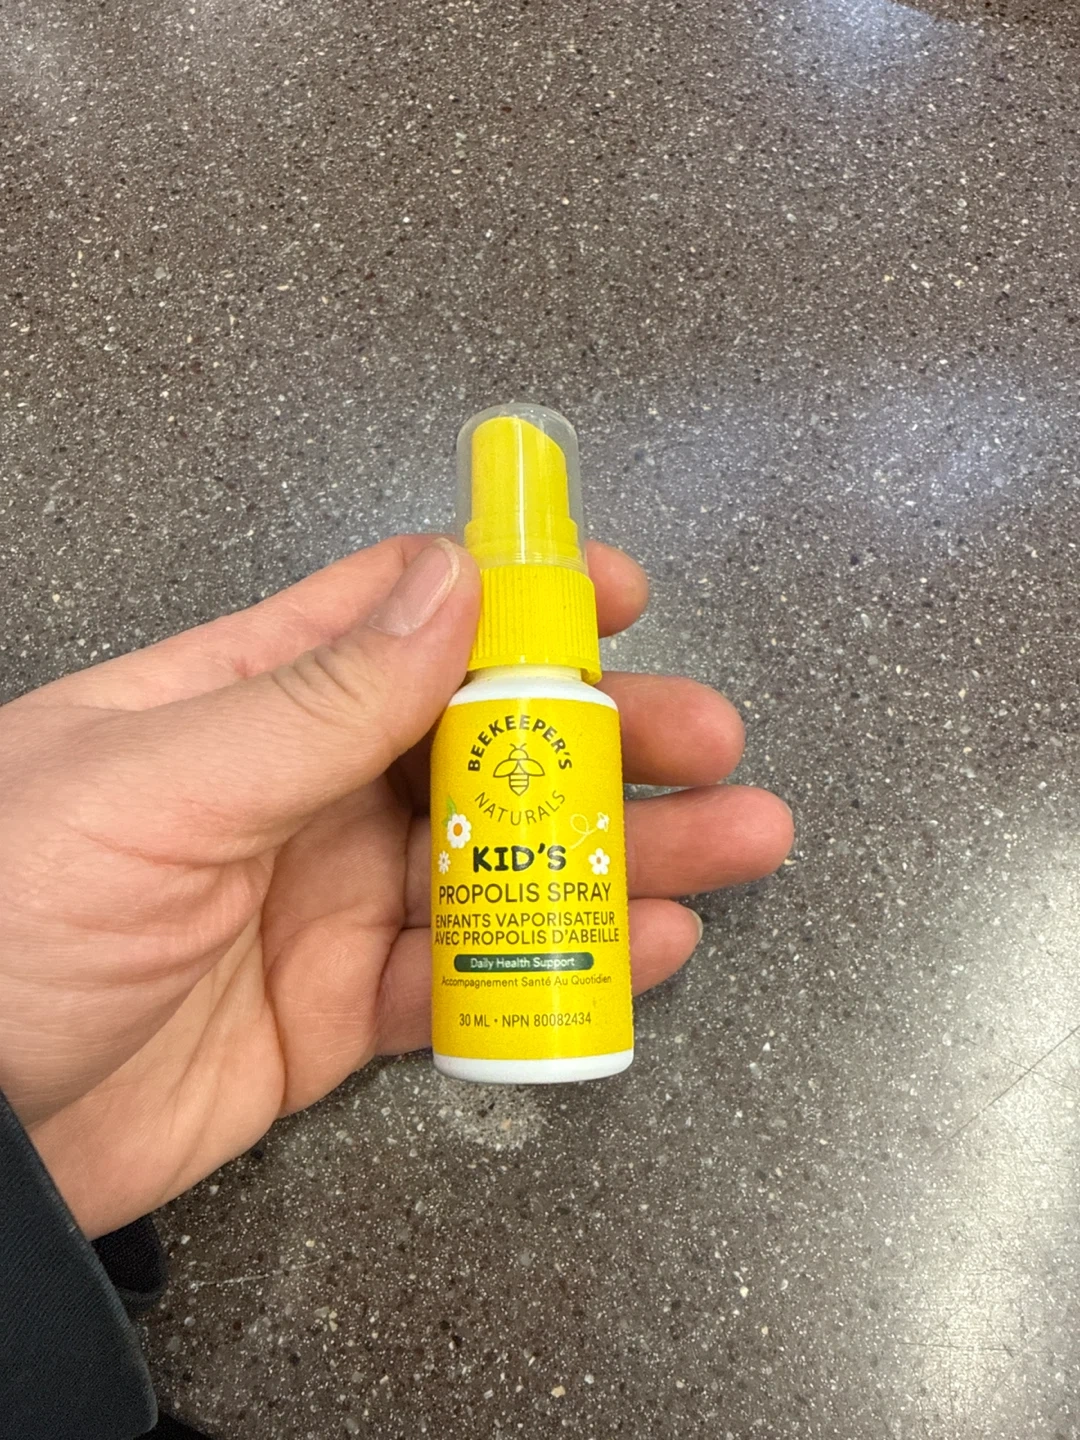 BEEKEEPER'S
NATURALS
KID'S
PROPOLIS SPRAY
ENFANTS VAPORISATEUR
AVEC PROPOLIS D'ABEILLE
Daily Health Support
Accompagnement Santé Au Quotidien
30 ML • NPN 80082434